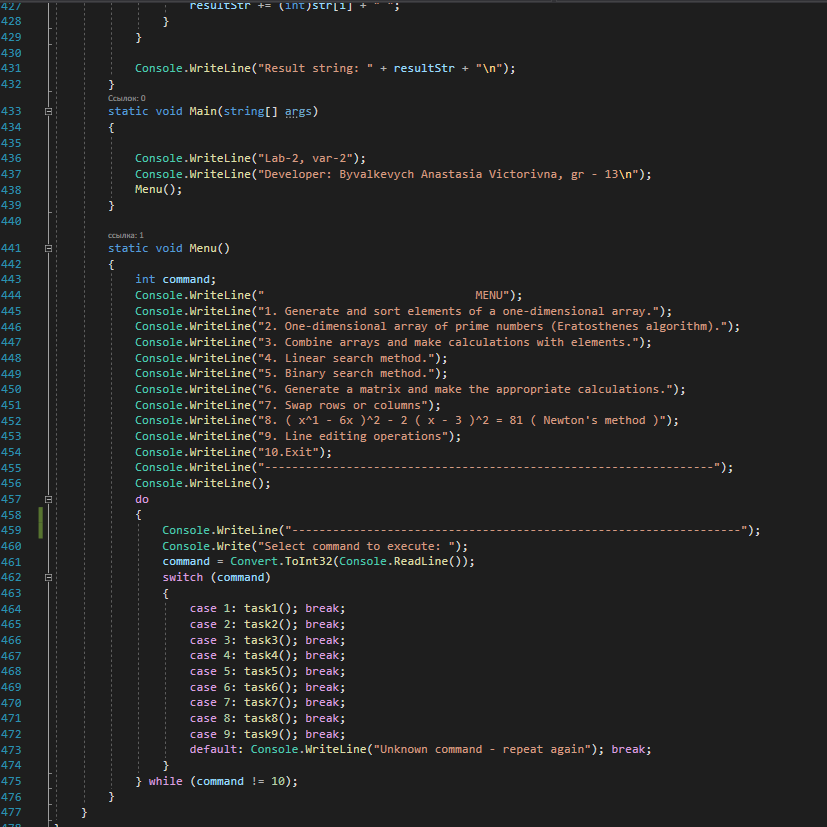 427 resultStr += (int)str[i] + " ";
428 }
429 }
430
431 Console.WriteLine("Result string: " + resultStr + "\n");
432 }
Ссылок: 0
433 static void Main(string[] args)
434 {
435
436 Console.WriteLine("Lab-2, var-2");
437 Console.WriteLine("Developer: Byvalkevych Anastasia Victorivna, gr - 13\n");
438 Menu();
439 }
440
ссылка: 1
441 static void Menu()
442 {
443 int command;
444 Console.WriteLine("                               MENU");
445 Console.WriteLine("1. Generate and sort elements of a one-dimensional array.");
446 Console.WriteLine("2. One-dimensional array of prime numbers (Eratosthenes algorithm).");
447 Console.WriteLine("3. Combine arrays and make calculations with elements.");
448 Console.WriteLine("4. Linear search method.");
449 Console.WriteLine("5. Binary search method.");
450 Console.WriteLine("6. Generate a matrix and make the appropriate calculations.");
451 Console.WriteLine("7. Swap rows or columns");
452 Console.WriteLine("8. ( x^1 - 6x )^2 - 2 ( x - 3 )^2 = 81 ( Newton's method )");
453 Console.WriteLine("9. Line editing operations");
454 Console.WriteLine("10.Exit");
455 Console.WriteLine("------------------------------------------------------------------");
456 Console.WriteLine();
457 do
458 {
459 Console.WriteLine("------------------------------------------------------------------");
460 Console.Write("Select command to execute: ");
461 command = Convert.ToInt32(Console.ReadLine());
462 switch (command)
463 {
464 case 1: task1(); break;
465 case 2: task2(); break;
466 case 3: task3(); break;
467 case 4: task4(); break;
468 case 5: task5(); break;
469 case 6: task6(); break;
470 case 7: task7(); break;
471 case 8: task8(); break;
472 case 9: task9(); break;
473 default: Console.WriteLine("Unknown command - repeat again"); break;
474 }
475 } while (command != 10);
476 }
477 }
478 }